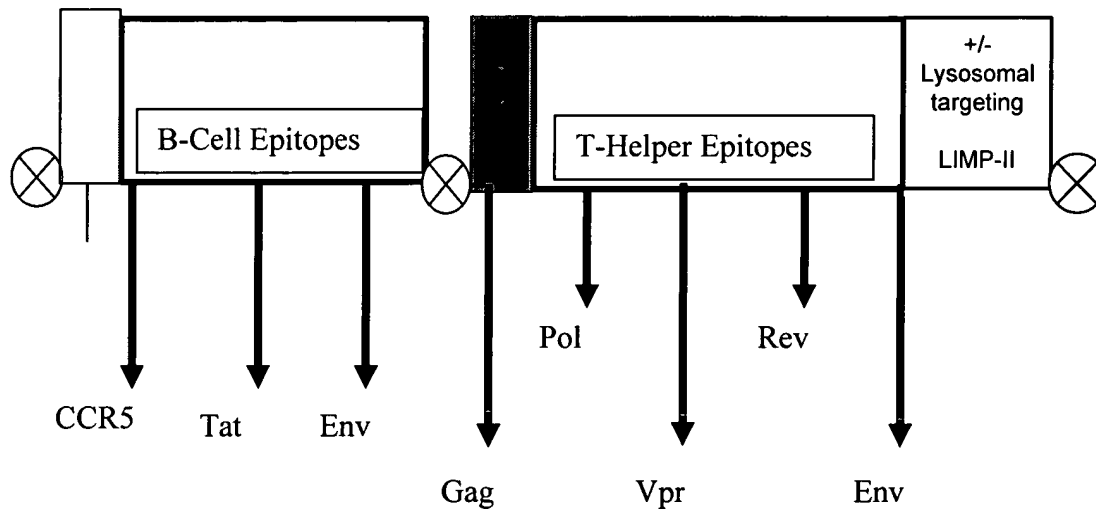 +/-
Lysosomal
targeting
LIMP-II
B-Cell Epitopes
T-Helper Epitopes
Pol
Rev
CCR5
Tat
Env
Gag
Vpr
Env